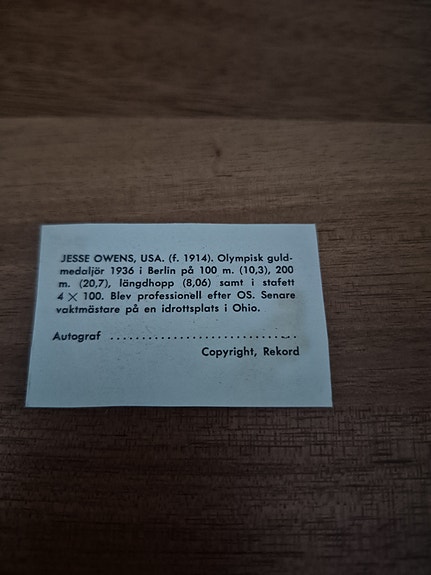 JESSE OWENS, USA. (f. 1914). Olympisk guld-
medaljör 1936 i Berlin på 100 m. (10,3), 200
m. (20,7), längdhopp (8,06) samt i stafett
4 × 100. Blev professionell efter OS. Senare
vaktmästare på en idrottsplats i Ohio.
Autograf ..............................
Copyright, Rekord